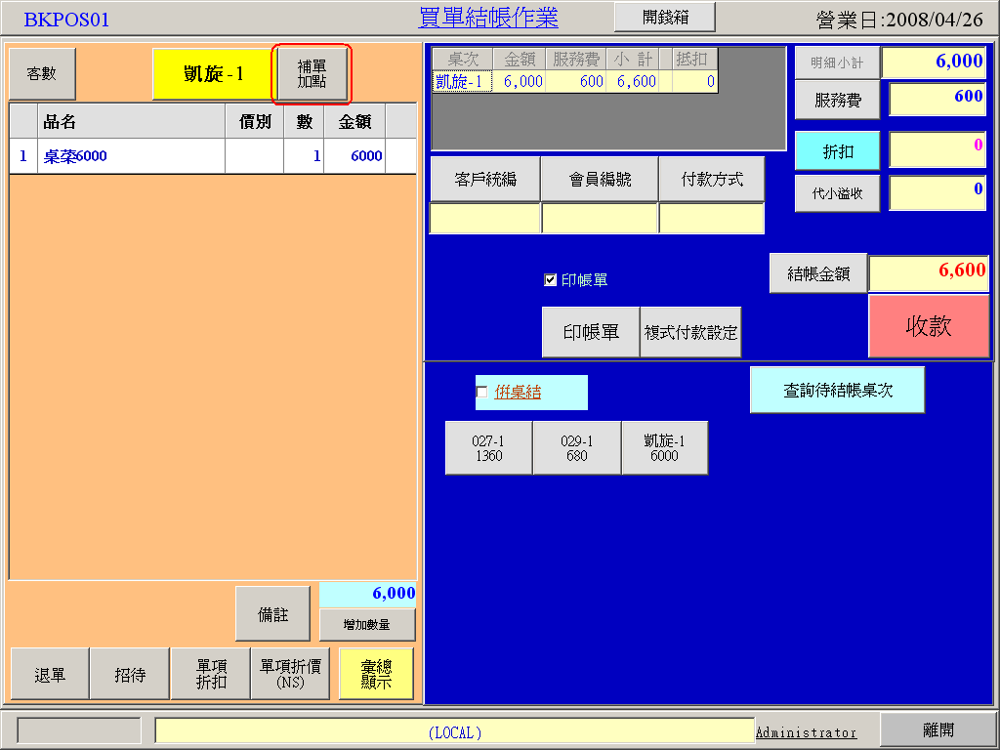 BKPOS01
買單結帳作業
開錢箱
營業日:2008/04/26
客數
凱旋-1
補單
加點
品名 價別 數 金額
1 桌菜6000 1 6000
6,000
備註
增加數量
退單
招待
單項
折扣
單項折價
(NS)
彙總
顯示
桌次 金額 服務費 小 計 抵扣
凱旋-1 6,000 600 6,600 0
明細小計 6,000
服務費 600
折扣 0
代小溢收 0
客戶統編 會員編號 付款方式
印帳單
結帳金額 6,600
印帳單
複式付款設定
收款
併桌結
查詢待結帳桌次
027-1
1360
029-1
680
凱旋-1
6000
(LOCAL)
Administrator
離開